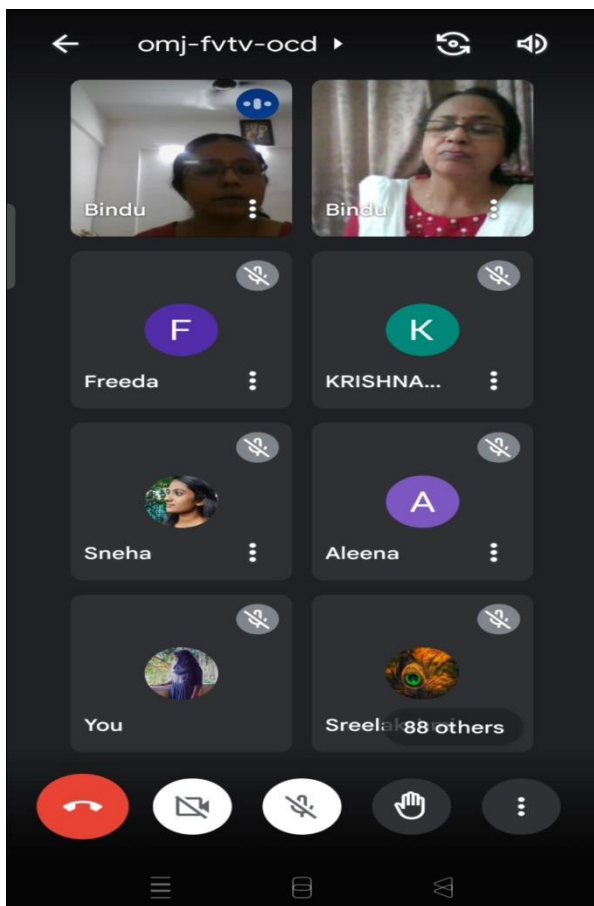 omj-fvtv-ocd
Bindu
Bindu
F
K
Freeda
KRISHNA...
A
Sneha
Aleena
You
88 others